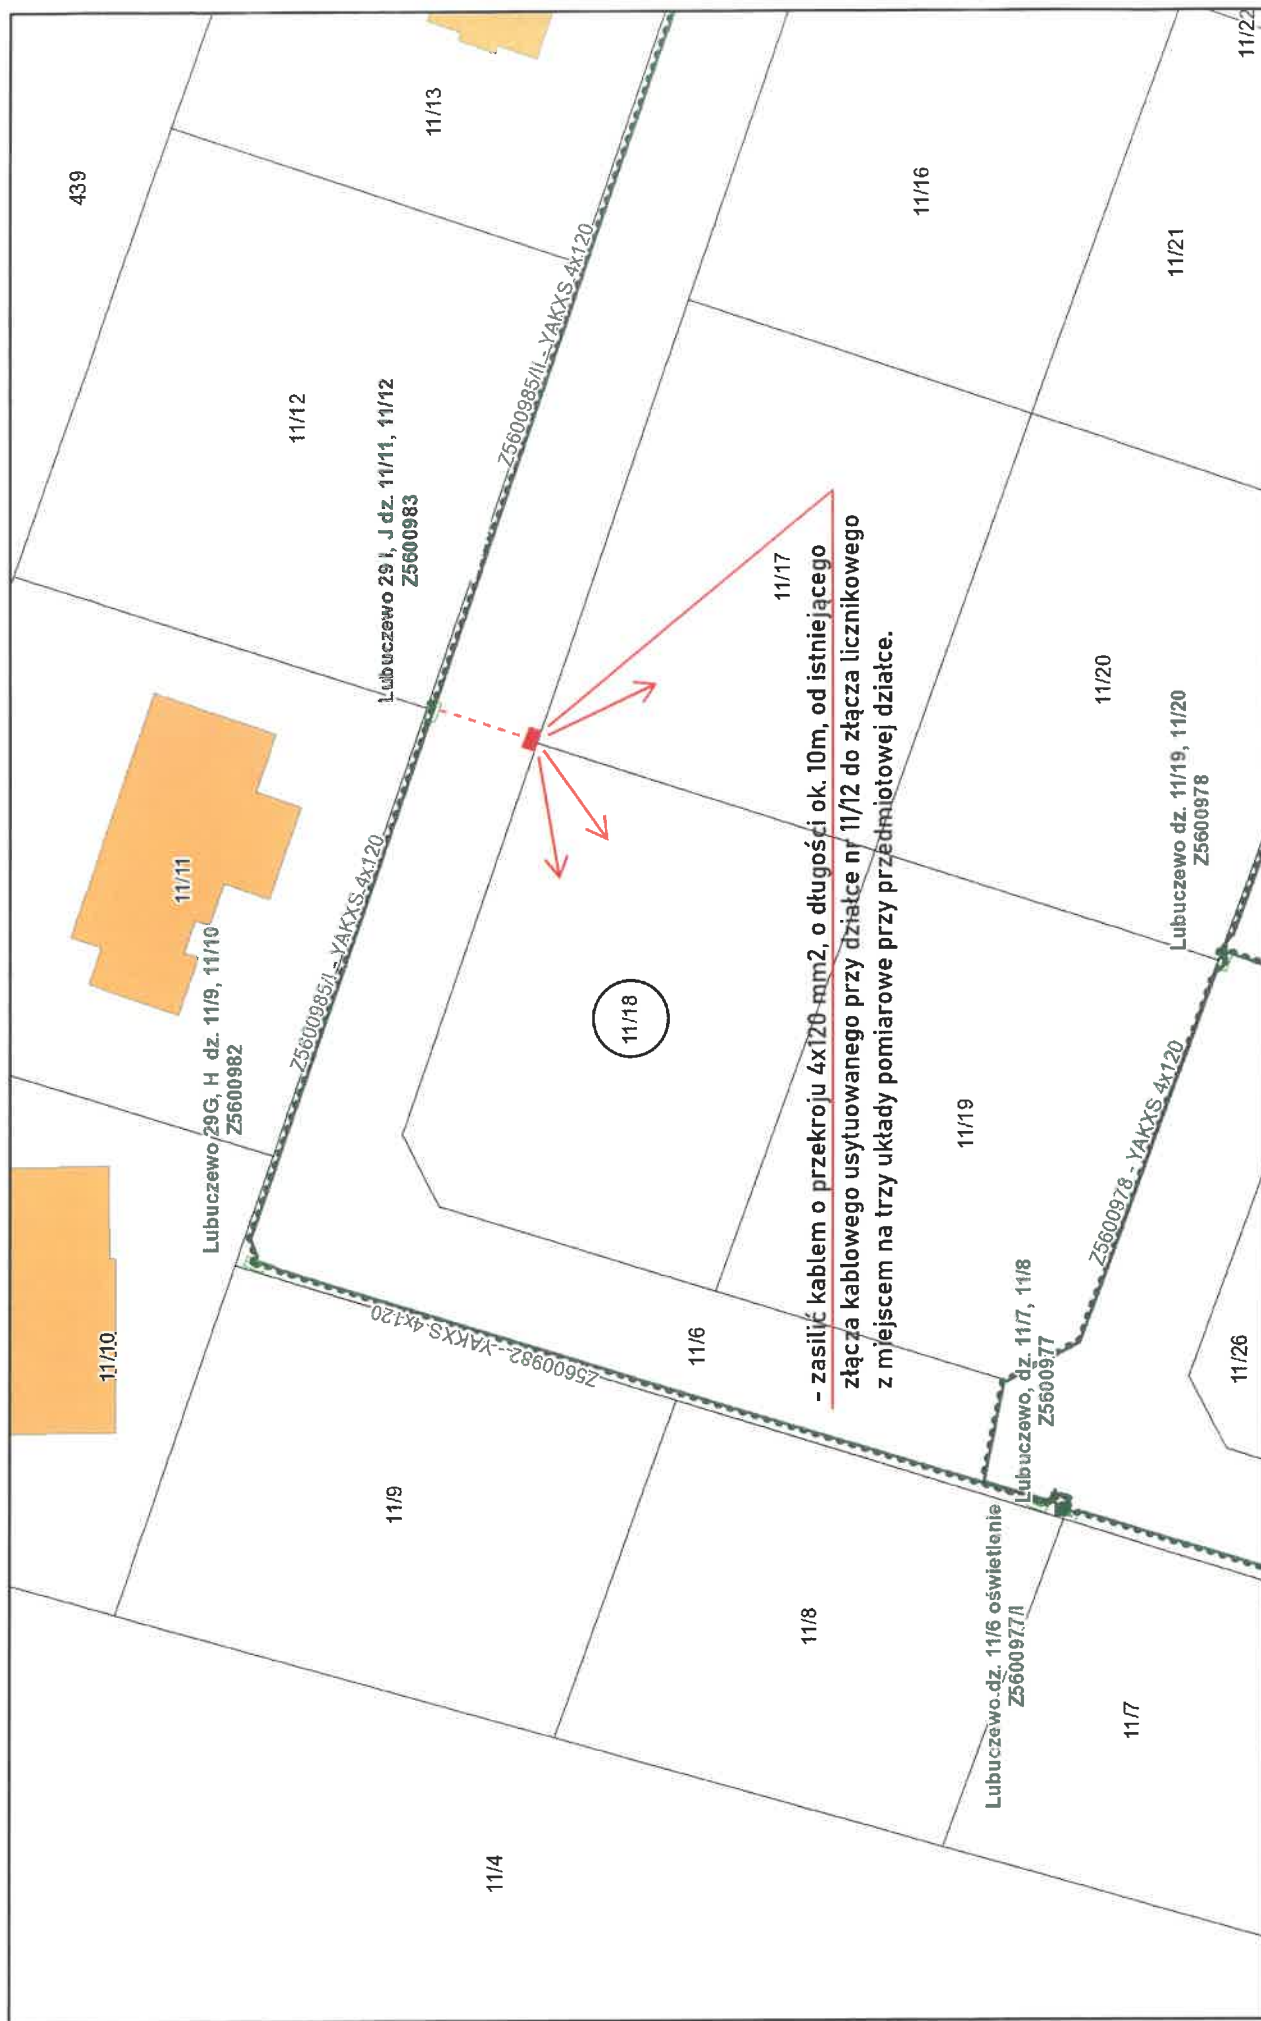 439
11/13
11/12
11/22
11/16
11/21
Z5600985/II - YAKXS 4x120
Lubuczewo 29 I, J dz. 11/11, 11/12
Z5600983
11/11
11/17
11/20
Z5600985/I - YAKXS 4x120
Lubuczewo 29G, H dz. 11/9, 11/10
Z5600982
11/10
11/18
- zasilić kablem o przekroju 4x120 mm2, o długości ok. 10m, od istniejącego
złącza kablowego usytuowanego przy działce nr 11/12 do złącza licznikowego
z miejscem na trzy układy pomiarowe przy przedmiotowej działce.
Lubuczewo dz. 11/19, 11/20
Z5600978
11/19
Z5600978 - YAKXS 4x120
Z5600982 - YAKXS 4x120
11/6
11/26
Lubuczewo, dz. 11/7, 11/8
Z5600977
11/9
11/8
Lubuczewo.dz. 11/6 oświetlenie
Z5600977/I
11/7
11/4